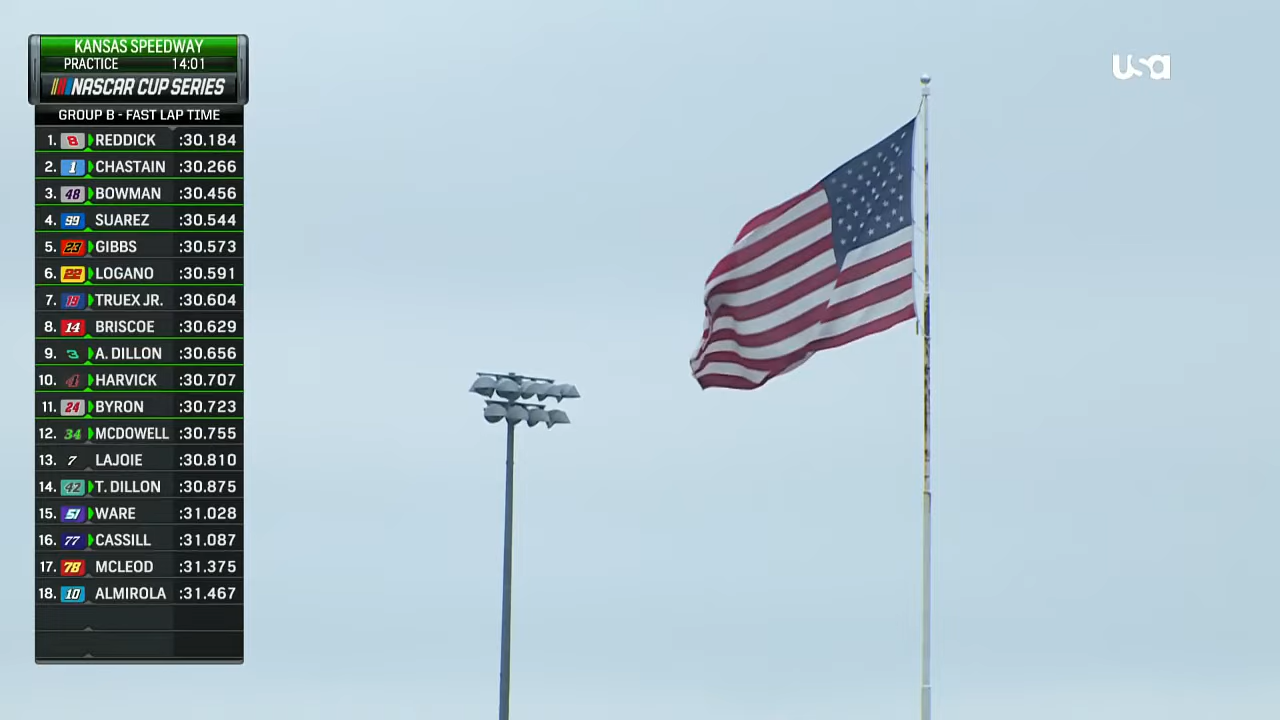 KANSAS SPEEDWAY
PRACTICE 14:01
NASCAR CUP SERIES
GROUP B - FAST LAP TIME
1. 8 REDDICK :30.184
2. 1 CHASTAIN :30.266
3. 48 BOWMAN :30.456
4. 99 SUAREZ :30.544
5. 23 GIBBS :30.573
6. 22 LOGANO :30.591
7. 19 TRUEX JR. :30.604
8. 14 BRISCOE :30.629
9. 3 A. DILLON :30.656
10. 4 HARVICK :30.707
11. 24 BYRON :30.723
12. 34 MCDOWELL :30.755
13. 7 LAJOIE :30.810
14. 42 T. DILLON :30.875
15. 51 WARE :31.028
16. 77 CASSILL :31.087
17. 78 MCLEOD :31.375
18. 10 ALMIROLA :31.467
usa